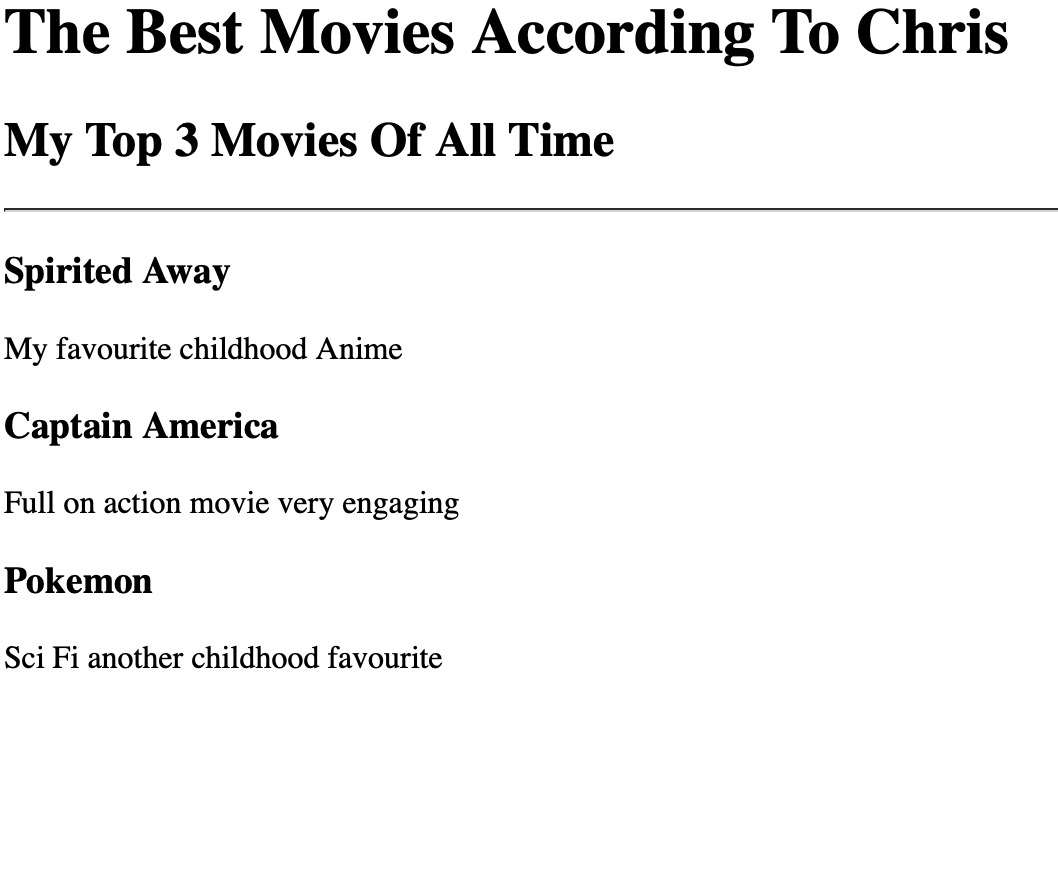 The Best Movies According To Chris
My Top 3 Movies Of All Time
Spirited Away
My favourite childhood Anime
Captain America
Full on action movie very engaging
Pokemon
Sci Fi another childhood favourite